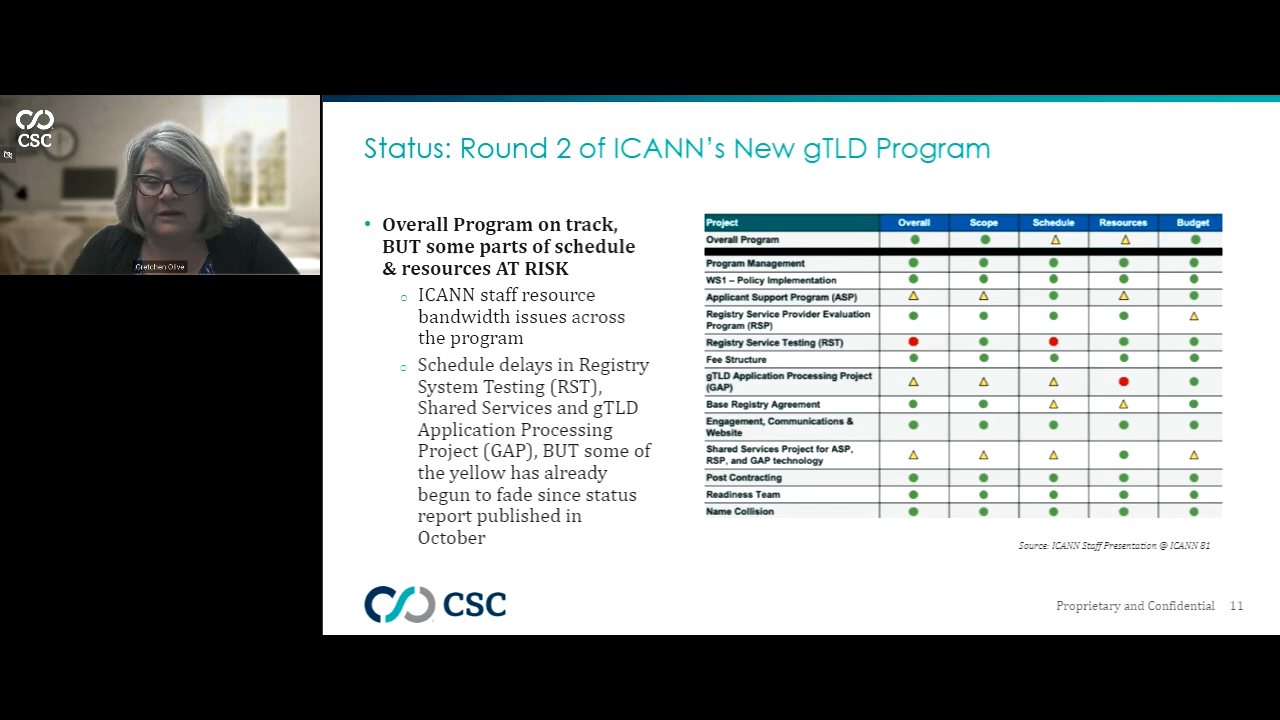 CSC
Gretchen Olive
Status: Round 2 of ICANN's New gTLD Program
• Overall Program on track,
BUT some parts of schedule
& resources AT RISK
○ ICANN staff resource
bandwidth issues across
the program
○ Schedule delays in Registry
System Testing (RST),
Shared Services and gTLD
Application Processing
Project (GAP), BUT some of
the yellow has already
begun to fade since status
report published in
October
Project Overall Scope Schedule Resources Budget
Overall Program
Program Management
WS1 – Policy Implementation
Applicant Support Program (ASP)
Registry Service Provider Evaluation
Program (RSP)
Registry Service Testing (RST)
Fee Structure
gTLD Application Processing Project
(GAP)
Base Registry Agreement
Engagement, Communications &
Website
Shared Services Project for ASP,
RSP, and GAP technology
Post Contracting
Readiness Team
Name Collision
Source: ICANN Staff Presentation @ ICANN 81
CSC
Proprietary and Confidential 11